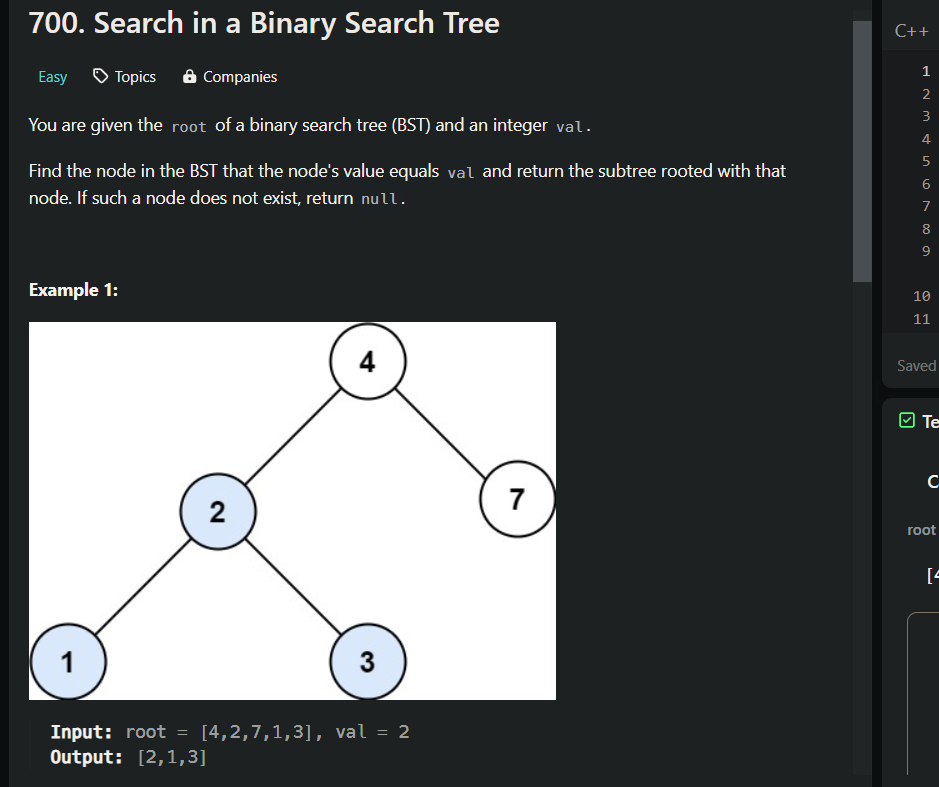 700. Search in a Binary Search Tree
Easy Topics Companies
You are given the root of a binary search tree (BST) and an integer val.
Find the node in the BST that the node's value equals val and return the subtree rooted with that
node. If such a node does not exist, return null.
Example 1:
4
2
7
1
3
Input: root = [4,2,7,1,3], val = 2
Output: [2,1,3]
C++
1
2
3
4
5
6
7
8
9
10
11
Saved
root
[4